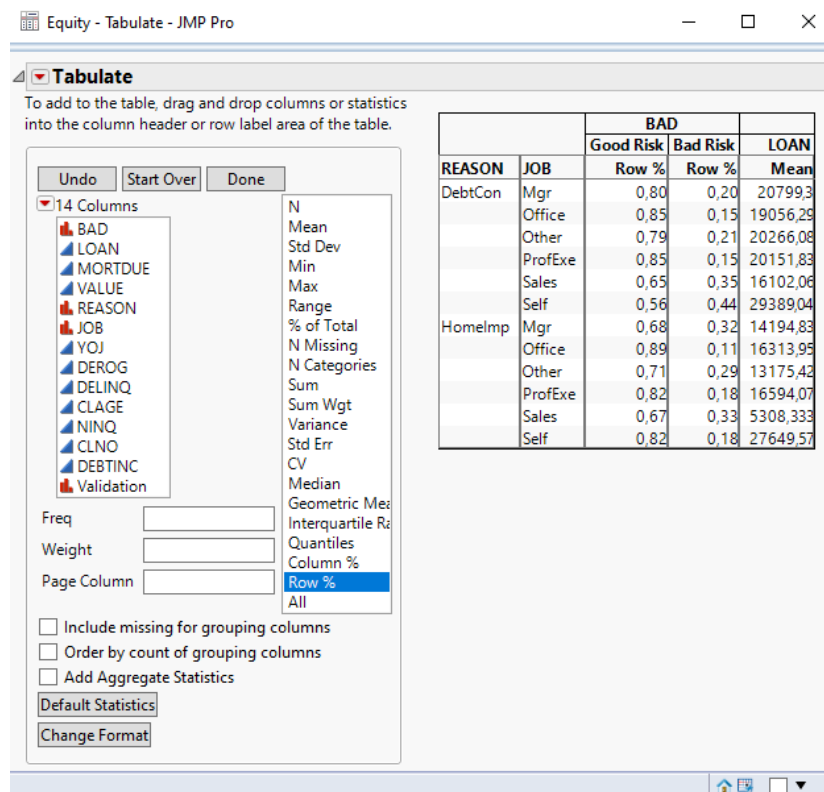 Equity - Tabulate - JMP Pro
Tabulate
To add to the table, drag and drop columns or statistics
into the column header or row label area of the table.
Undo Start Over Done
14 Columns
BAD
LOAN
MORTDUE
VALUE
REASON
JOB
YOJ
DEROG
DELINQ
CLAGE
NINQ
CLNO
DEBTINC
Validation
N
Mean
Std Dev
Min
Max
Range
% of Total
N Missing
N Categories
Sum
Sum Wgt
Variance
Std Err
CV
Median
Geometric Mea
Interquartile Ra
Quantiles
Column %
Row %
All
Freq
Weight
Page Column
Include missing for grouping columns
Order by count of grouping columns
Add Aggregate Statistics
Default Statistics
Change Format
BAD
Good Risk Bad Risk LOAN
REASON JOB Row % Row % Mean
DebtCon Mgr 0,80 0,20 20799,3
Office 0,85 0,15 19056,29
Other 0,79 0,21 20266,08
ProfExe 0,85 0,15 20151,83
Sales 0,65 0,35 16102,06
Self 0,56 0,44 29389,04
HomeImp Mgr 0,68 0,32 14194,83
Office 0,89 0,11 16313,95
Other 0,71 0,29 13175,42
ProfExe 0,82 0,18 16594,07
Sales 0,67 0,33 5308,333
Self 0,82 0,18 27649,57